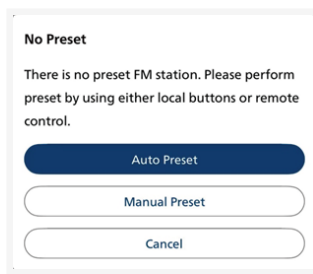 No Preset
There is no preset FM station. Please perform
preset by using either local buttons or remote
control.
Auto Preset
Manual Preset
Cancel